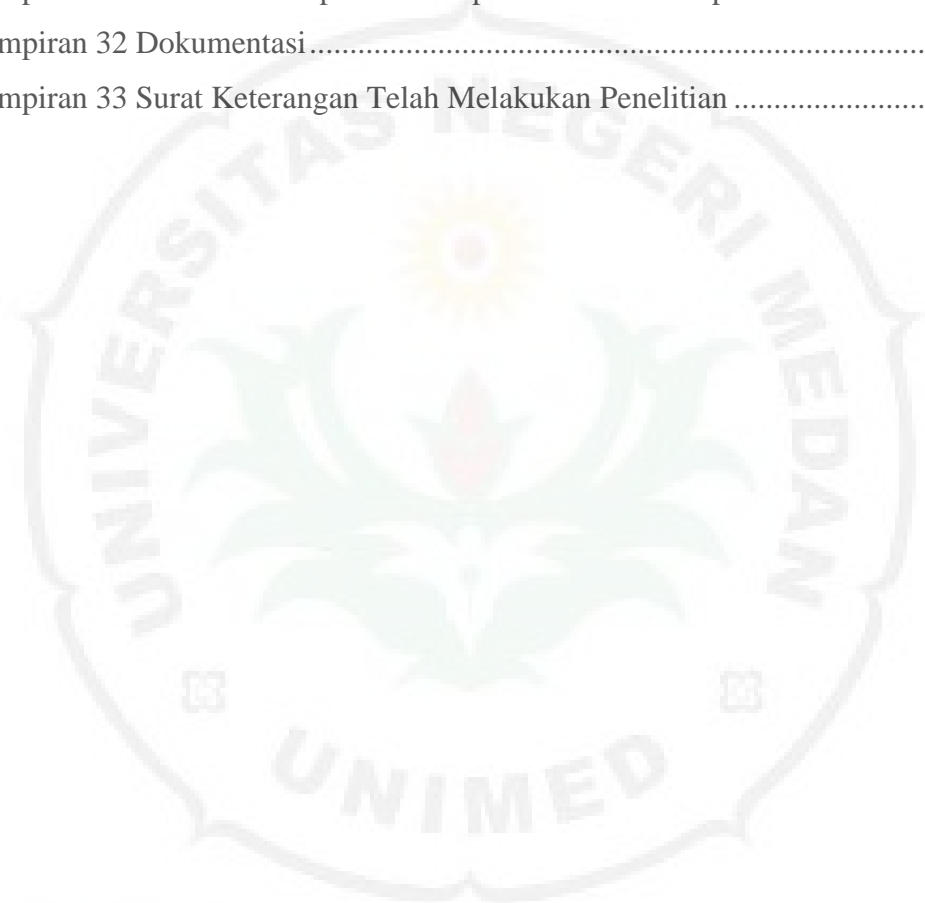 mpiran 32 Dokumentasi...........................................................................
mpiran 33 Surat Keterangan Telah Melakukan Penelitian ........................
UNIVERSITAS NEGERI MEDAN
UNIMED